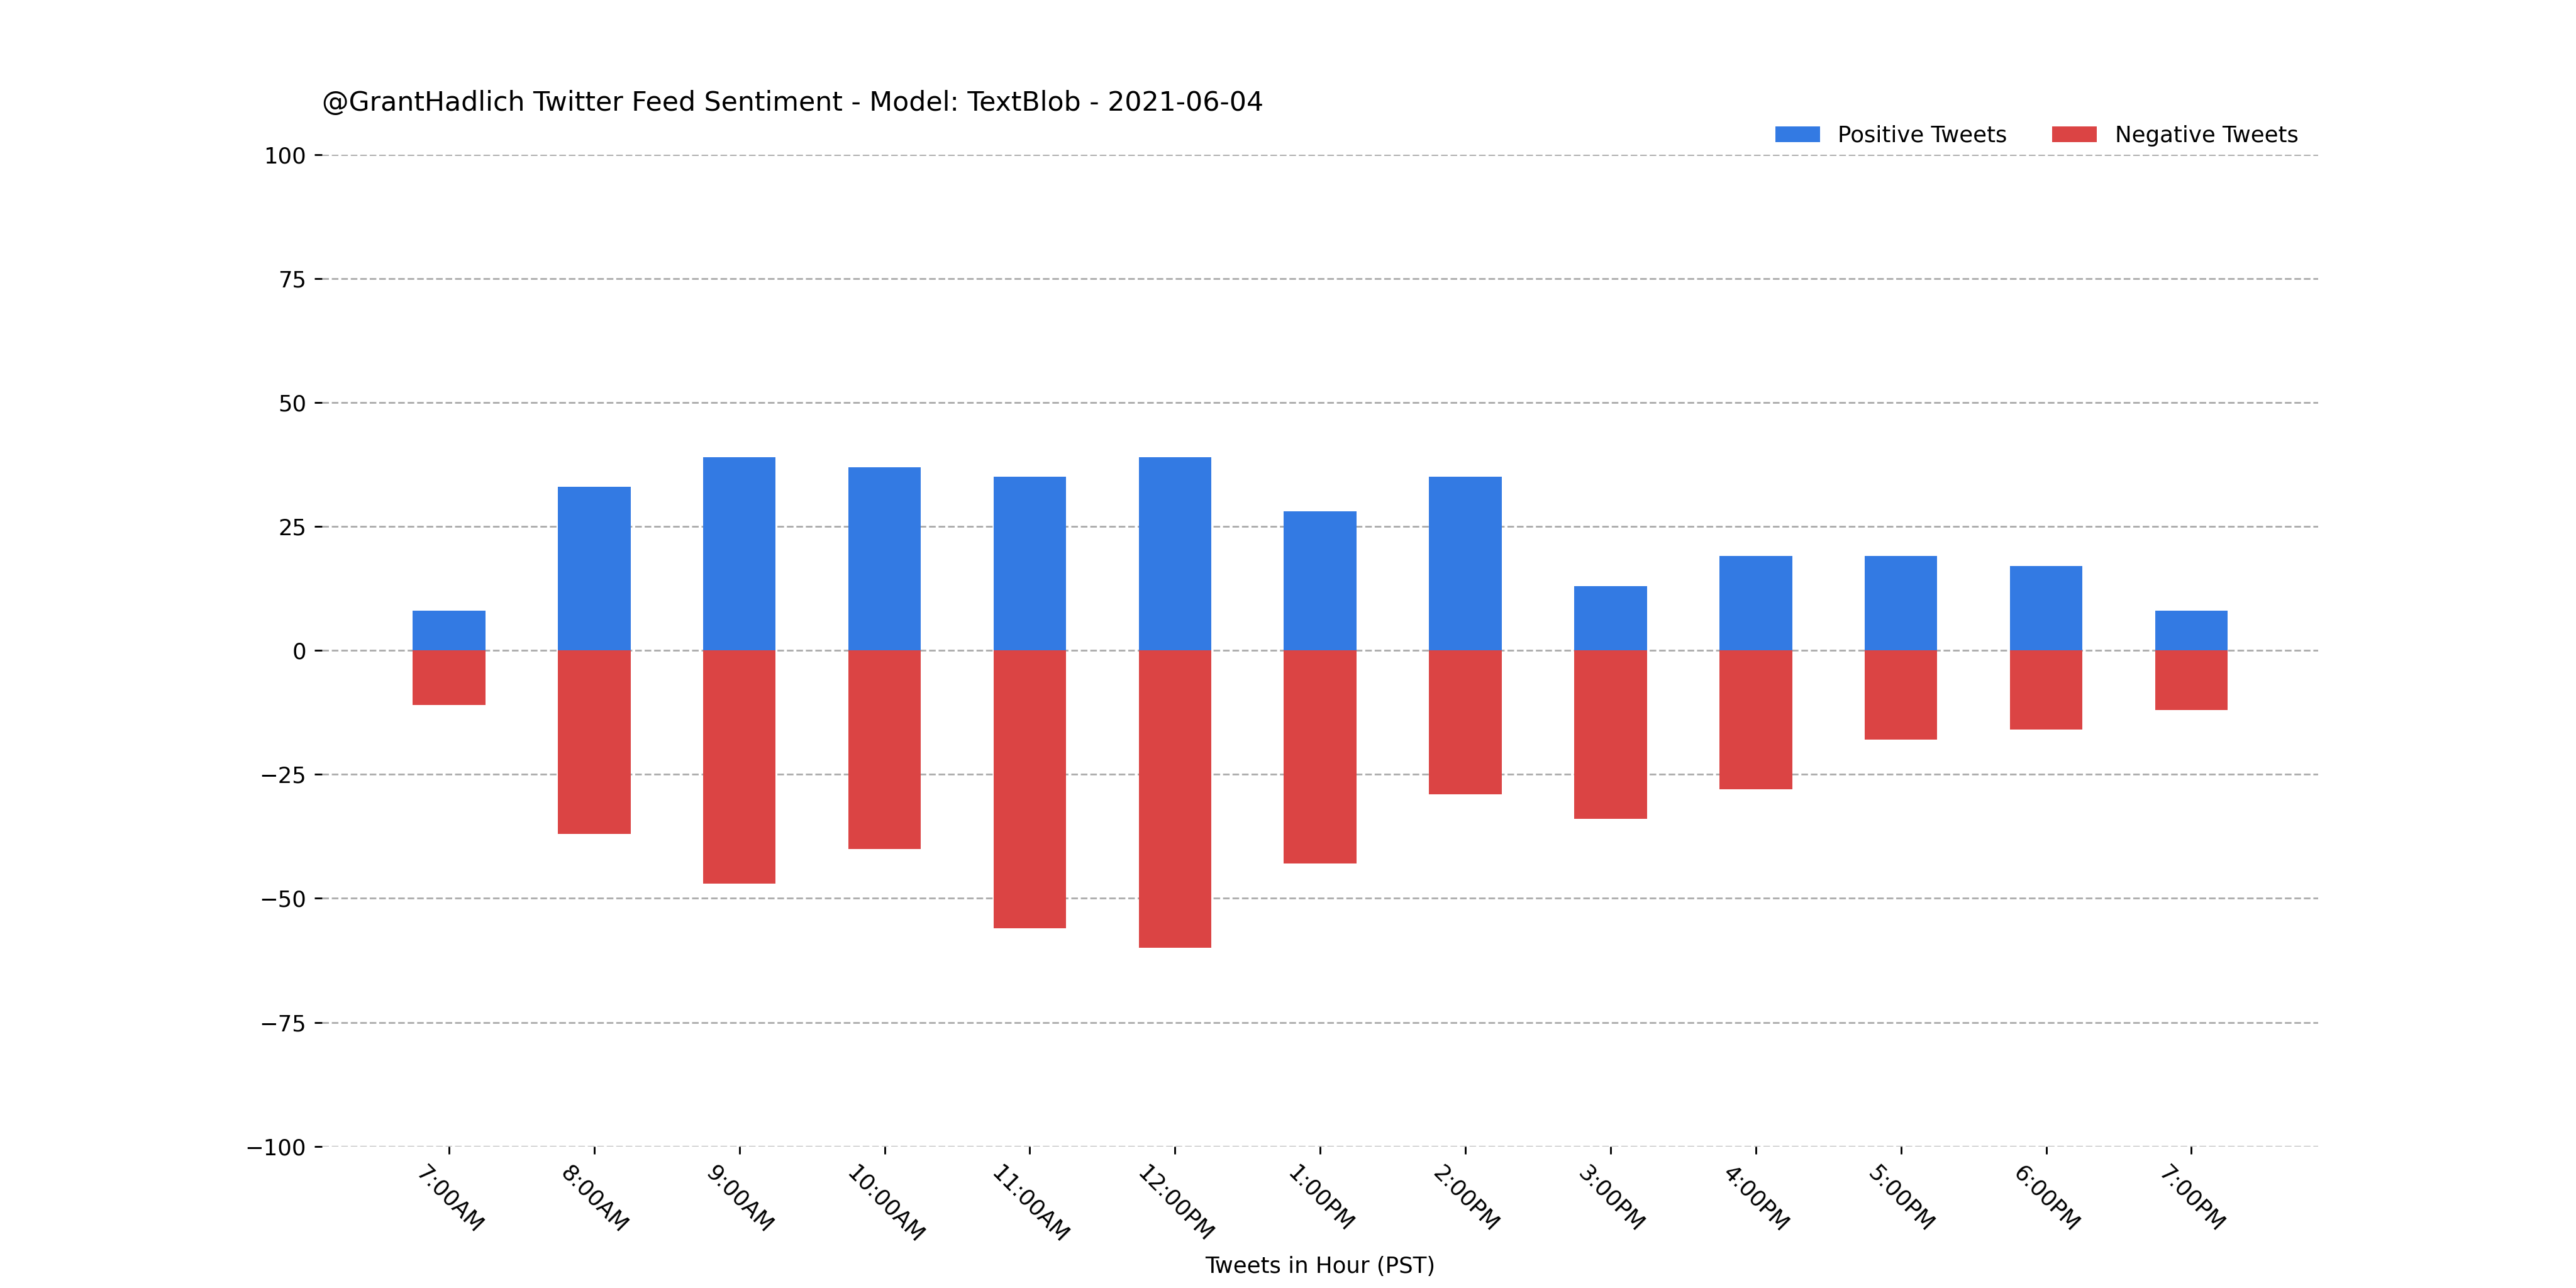 @GrantHadlich Twitter Feed Sentiment - Model: TextBlob - 2021-06-04
Positive Tweets Negative Tweets
100
75
50
25
0
−25
−50
−75
−100
7:00AM 8:00AM 9:00AM 10:00AM 11:00AM 12:00PM 1:00PM 2:00PM 3:00PM 4:00PM 5:00PM 6:00PM 7:00PM
Tweets in Hour (PST)